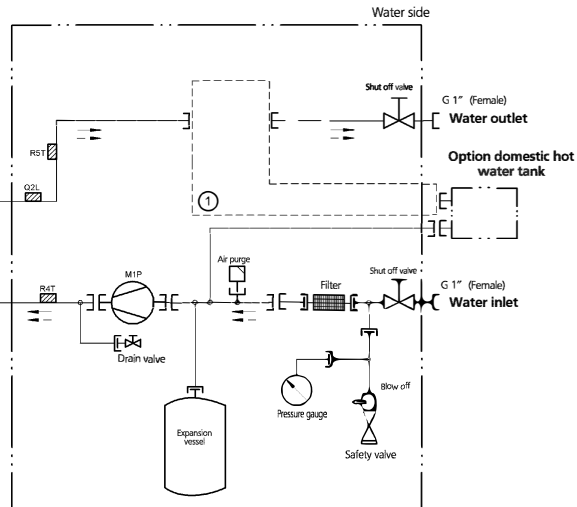 Water side
Shut off valve
G 1" (Female)
Water outlet
R5T
Option domestic hot
water tank
Q2L
1
Air purge
M1P
R4T
Filter
Shut off valve
G 1" (Female)
Water inlet
Drain valve
Pressure gauge
Blow off
Expansion
vessel
Safety valve